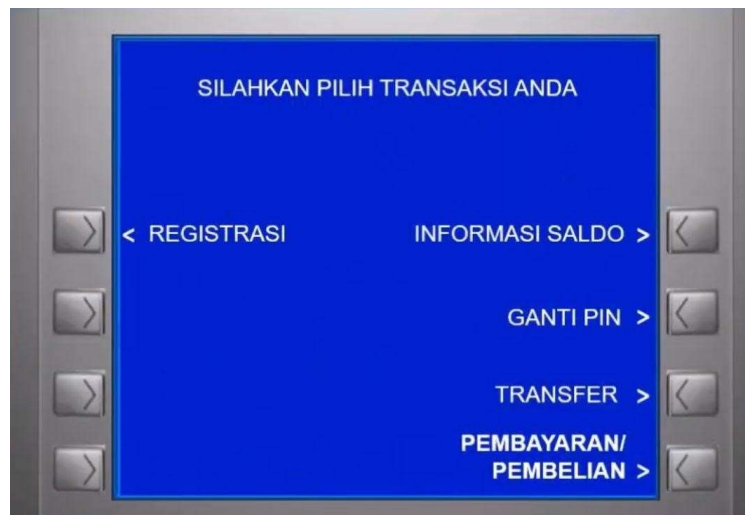 SILAHKAN PILIH TRANSAKSI ANDA
< REGISTRASI
INFORMASI SALDO >
GANTI PIN >
TRANSFER >
PEMBAYARAN/
PEMBELIAN >